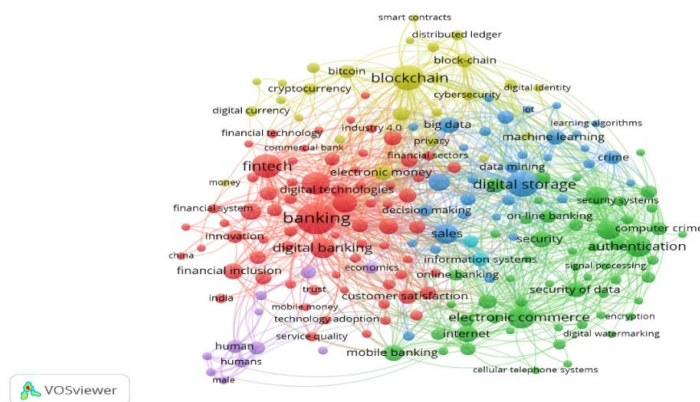 smart contracts
distributed ledger
block-chain
bitcoin
blockchain
cryptocurrency
cybersecurity
digital identity
digital currency
iot
financial technology
industry 4.0
big data
learning algorithms
machine learning
commercial bank
privacy
financial sectors
crime
fintech
electronic money
data mining
money
digital technologies
digital storage
security systems
financial system
decision making
on-line banking
banking
computer crime
innovation
sales
security
authentication
digital banking
china
information systems
signal processing
financial inclusion
economics
online banking
trust
security of data
india
customer satisfaction
mobile money
technology adoption
electronic commerce
encryption
service quality
internet
digital watermarking
human
mobile banking
humans
cellular telephone systems
male
VOSviewer